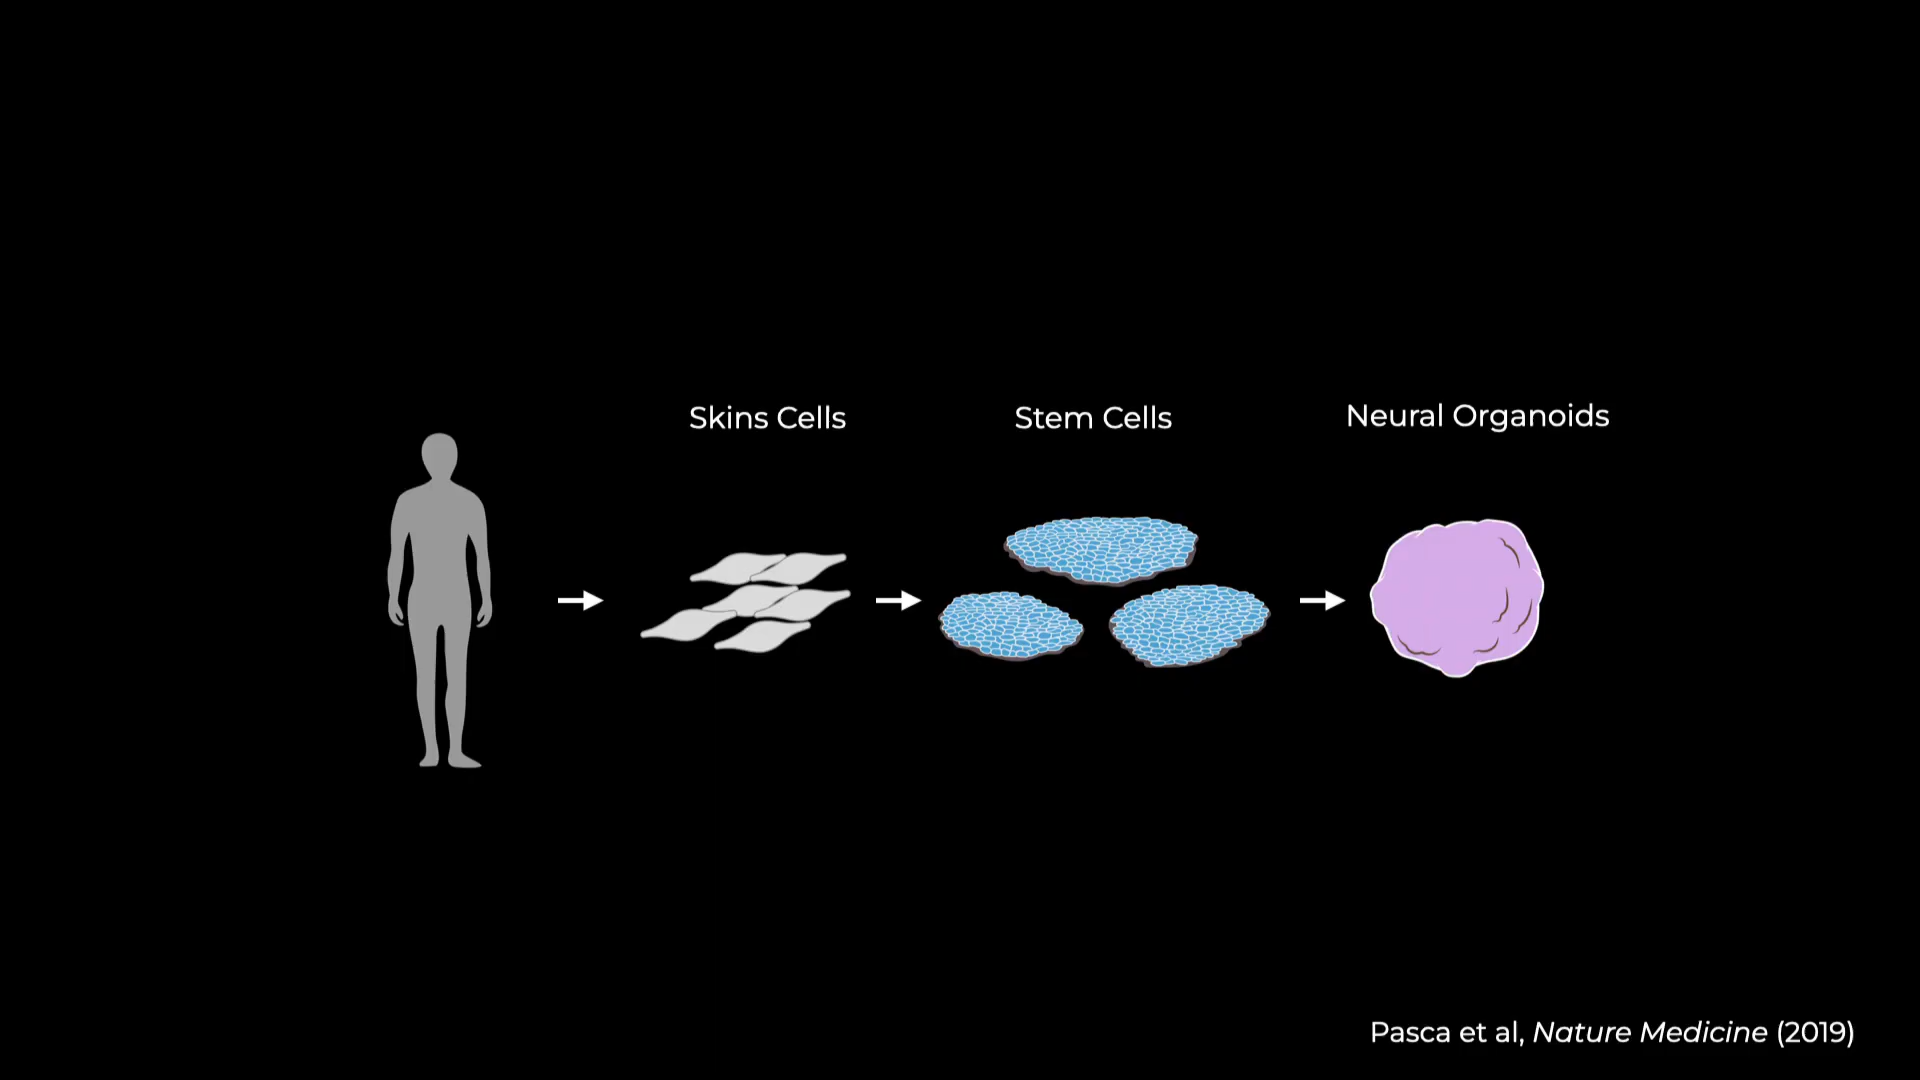 Skins Cells
Stem Cells
Neural Organoids
Pasca et al, Nature Medicine (2019)